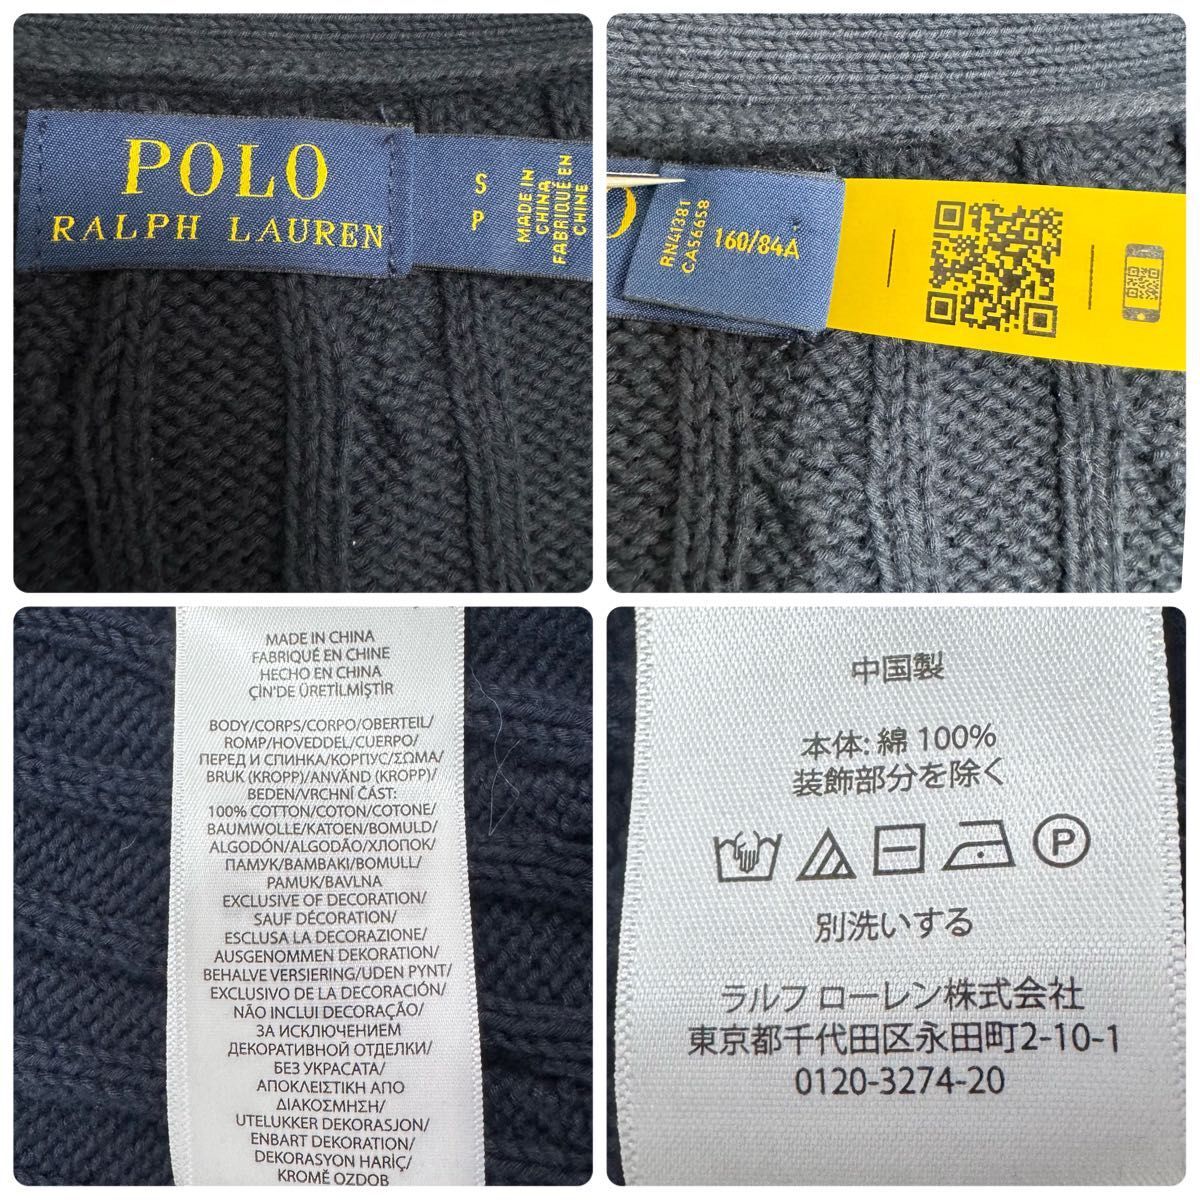 POLO
RALPH LAUREN
S
P
MADE IN
CHINA
FABRIQUÉ EN
CHINE
RN41381
CA56658
160/84A
MADE IN CHINA
FABRIQUÉ EN CHINE
HECHO EN CHINA
ÇİN'DE ÜRETİLMİŞTİR
BODY/CORPS/CORPO/OBERTEIL/
ROMP/HOVEDDEL/CUERPO/
ПЕРЕД И СПИНКА/КОРПУС/ΣΩΜΑ/
BRUK (KROPP)/ANVÄND (KROPP)/
BEDEN/VRCHNÍ ČÁST:
100% COTTON/COTON/COTONE/
BAUMWOLLE/KATOEN/BOMULD/
ALGODÓN/ALGODÃO/ХЛОПОК/
ПАМУК/ΒΑΜΒΑΚΙ/BOMULL/
PAMUK/BAVLNA
EXCLUSIVE OF DECORATION/
SAUF DÉCORATION/
ESCLUSA LA DECORAZIONE/
AUSGENOMMEN DEKORATION/
BEHALVE VERSIERING/UDEN PYNT/
EXCLUSIVO DE LA DECORACIÓN/
NÃO INCLUI DECORAÇÃO/
ЗА ИСКЛЮЧЕНИЕМ
ДЕКОРАТИВНОЙ ОТДЕЛКИ/
БЕЗ УКРАСАТА/
ΑΠΟΚΛΕΙΣΤΙΚΗ ΑΠΟ
ΔΙΑΚΟΣΜΗΣΗ/
UTELUKKER DEKORASJON/
ENBART DEKORATION/
DEKORASYON HARİÇ/
KROMĚ OZDOB
中国製
本体: 綿 100%
装飾部分を除く
P
別洗いする
ラルフ ローレン株式会社
東京都千代田区永田町2-10-1
0120-3274-20